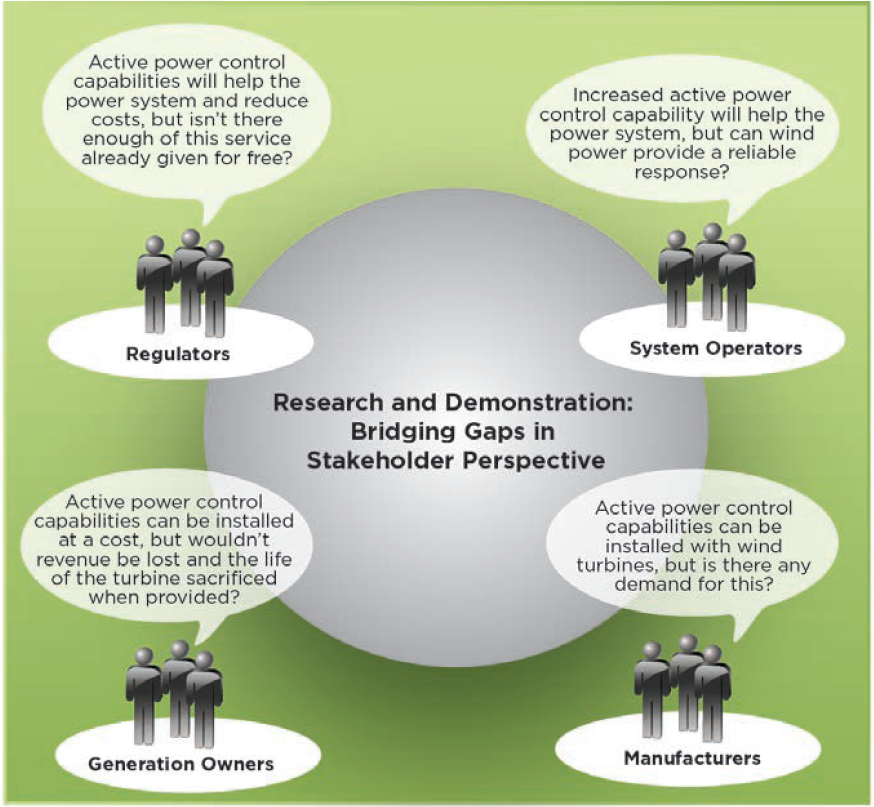 Active power control
capabilities will help the
power system and reduce
costs, but isn't there
enough of this service
already given for free?
Regulators
Increased active power
control capability will help the
power system, but can wind
power provide a reliable
response?
System Operators
Research and Demonstration:
Bridging Gaps in
Stakeholder Perspective
Active power control
capabilities can be installed
at a cost, but wouldn't
revenue be lost and the life
of the turbine sacrificed
when provided?
Generation Owners
Active power control
capabilities can be
installed with wind
turbines, but is there any
demand for this?
Manufacturers